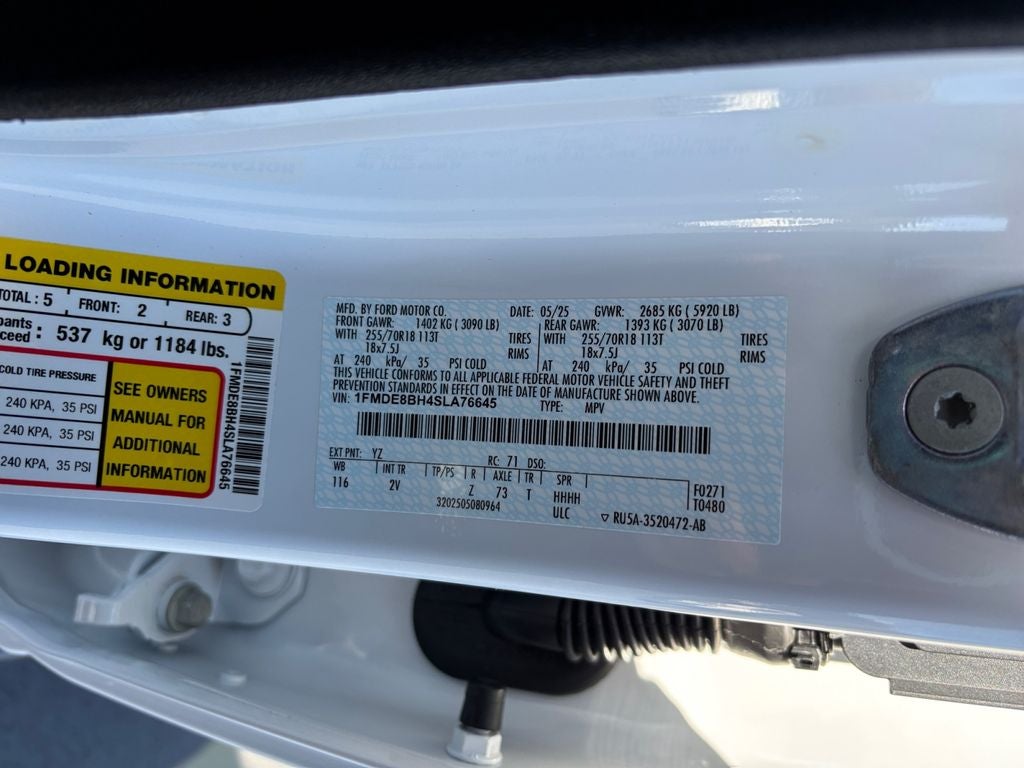 LOADING INFORMATION
TOTAL : 5 FRONT: 2 REAR: 3
pants
ceed : 537 kg or 1184 lbs.
COLD TIRE PRESSURE
240 KPA, 35 PSI
240 KPA, 35 PSI
240 KPA, 35 PSI
SEE OWNERS
MANUAL FOR
ADDITIONAL
INFORMATION
1FMDE8BH4SLA76645
MFD. BY FORD MOTOR CO. DATE: 05/25 GVWR: 2685 KG ( 5920 LB)
FRONT GAWR: 1402 KG ( 3090 LB) REAR GAWR: 1393 KG ( 3070 LB)
WITH 255/70R18 113T TIRES WITH 255/70R18 113T TIRES
18x7.5J RIMS 18x7.5J RIMS
AT 240 kPa/ 35 PSI COLD AT 240 kPa/ 35 PSI COLD
THIS VEHICLE CONFORMS TO ALL APPLICABLE FEDERAL MOTOR VEHICLE SAFETY AND THEFT
PREVENTION STANDARDS IN EFFECT ON THE DATE OF MANUFACTURE SHOWN ABOVE.
VIN: 1FMDE8BH4SLA76645 TYPE: MPV
EXT PNT: YZ RC: 71 DSO:
WB INT TR TP/PS R AXLE TR SPR
116 2V Z 73 T HHHH F0271
3202505080964 ULC T0480
▽ RU5A-3520472-AB